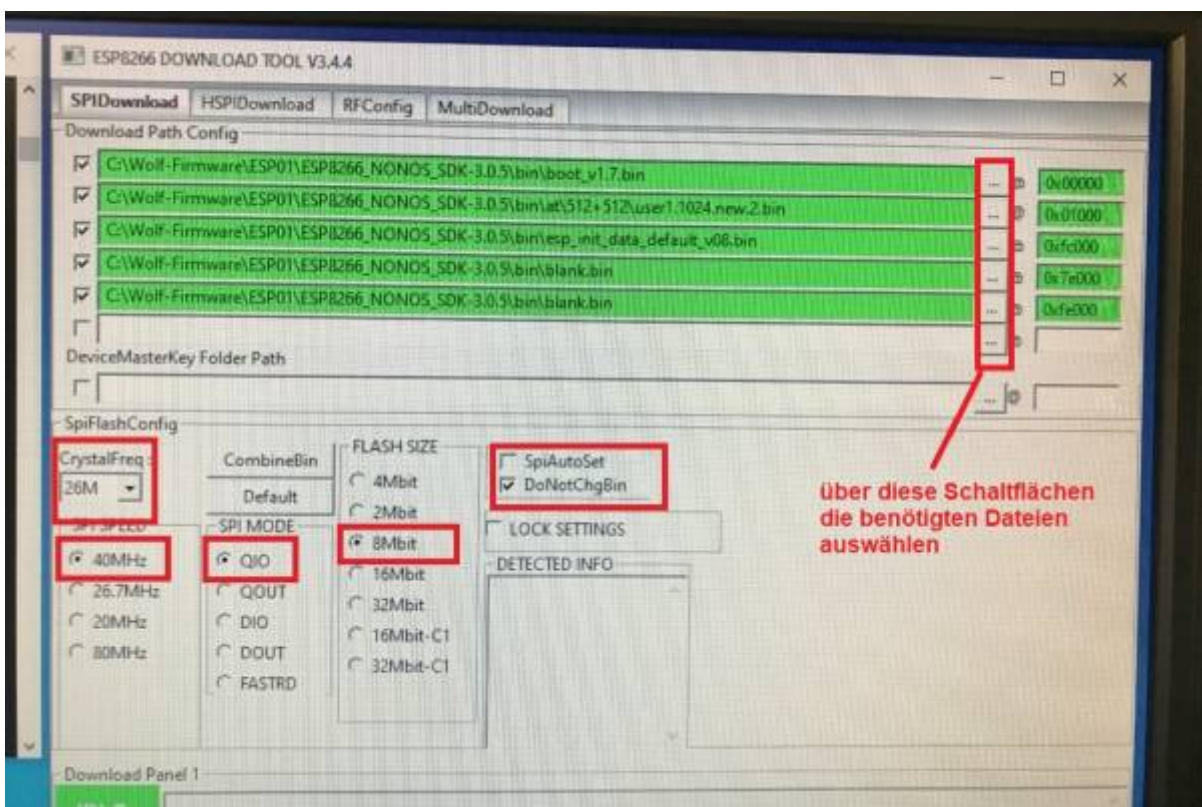 ESP8266 DOWNLOAD TOOL V3.4.4
SPIDownload HSPIDownload RFConfig MultiDownload
Download Path Config
C:\Wolf-Firmware\ESP01\ESP8266_NONOS_SDK-3.0.5\bin\boot_v1.7.bin ... @ 0x00000
C:\Wolf-Firmware\ESP01\ESP8266_NONOS_SDK-3.0.5\bin\at\512+512\user1.1024.new.2.bin ... @ 0x01000
C:\Wolf-Firmware\ESP01\ESP8266_NONOS_SDK-3.0.5\bin\esp_init_data_default_v08.bin ... @ 0xfc000
C:\Wolf-Firmware\ESP01\ESP8266_NONOS_SDK-3.0.5\bin\blank.bin ... @ 0x7e000
C:\Wolf-Firmware\ESP01\ESP8266_NONOS_SDK-3.0.5\bin\blank.bin ... @ 0xfe000
... @
DeviceMasterKey Folder Path
... @
SpiFlashConfig
CrystalFreq :
26M
SPI SPEED
40MHz
26.7MHz
20MHz
80MHz
CombineBin
Default
SPI MODE
QIO
QOUT
DIO
DOUT
FASTRD
FLASH SIZE
4Mbit
2Mbit
8Mbit
16Mbit
32Mbit
16Mbit-C1
32Mbit-C1
SpiAutoSet
DoNotChgBin
LOCK SETTINGS
DETECTED INFO
über diese Schaltflächen
die benötigten Dateien
auswählen
Download Panel 1